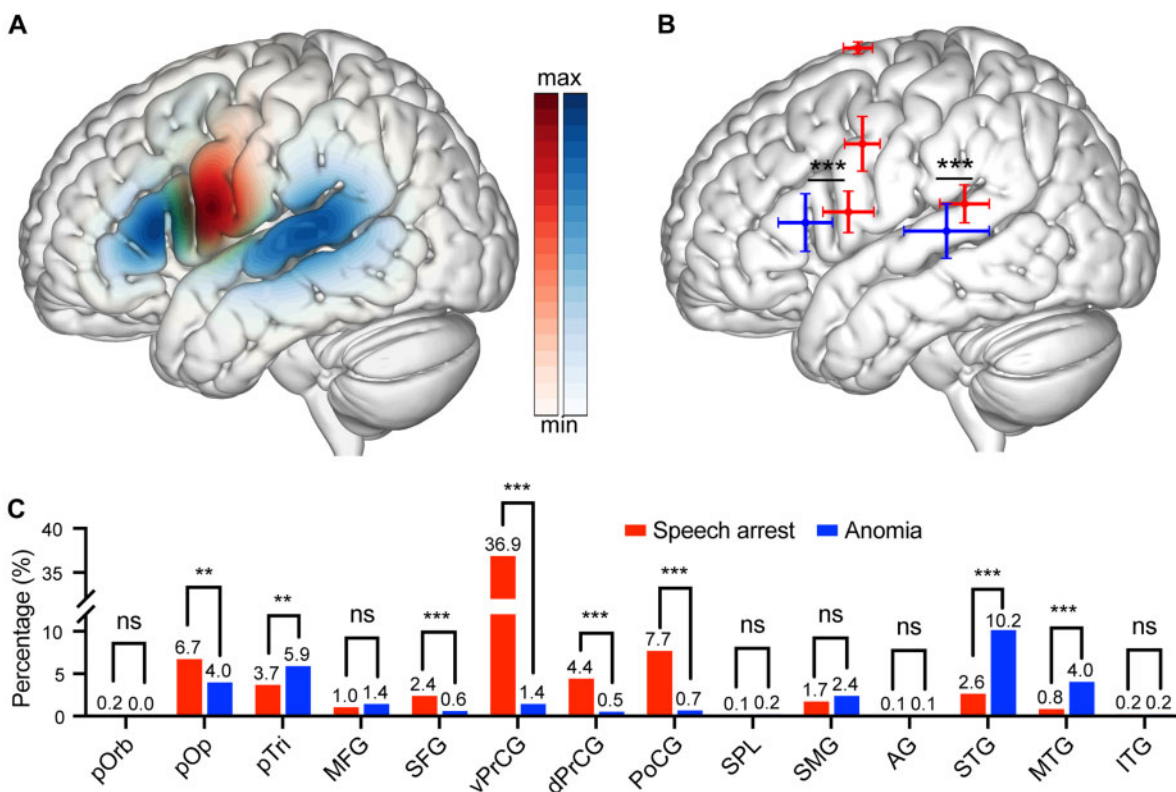 A
max
min
B
***
***
C
Percentage (%)
40
35
10
5
0
Speech arrest
Anomia
ns
**
**
ns
***
***
***
***
ns
ns
ns
***
***
ns
0.2 0.0
6.7 4.0
3.7 5.9
1.0 1.4
2.4 0.6
36.9 1.4
4.4 0.5
7.7 0.7
0.1 0.2
1.7 2.4
0.1 0.1
2.6 10.2
0.8 4.0
0.2 0.2
pOrb
pOp
pTri
MFG
SFG
vPrCG
dPrCG
PoCG
SPL
SMG
AG
STG
MTG
ITG